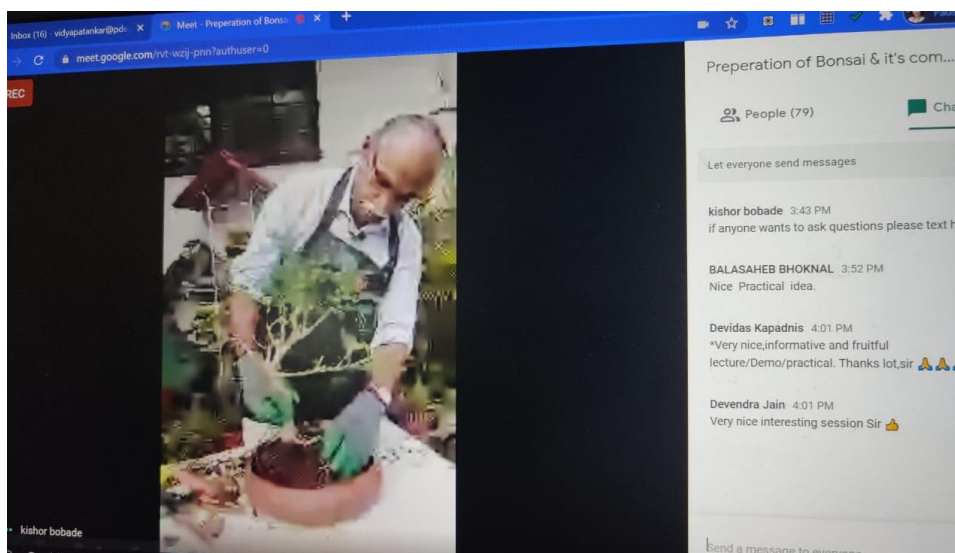 Inbox (16) - vidyapatankar@pde
Meet - Preperation of Bonsa
meet.google.com/rvt-wzij-pnn?authuser=0
REC
Preperation of Bonsai & it's com...
People (79)
Cha
Let everyone send messages
kishor bobade 3:43 PM
if anyone wants to ask questions please text h
BALASAHEB BHOKNAL 3:52 PM
Nice Practical idea.
Devidas Kapadnis 4:01 PM
*Very nice,informative and fruitful
lecture/Demo/practical. Thanks lot,sir 🙏🙏
Devendra Jain 4:01 PM
Very nice interesting session Sir 👍
kishor bobade
Send a message to everyone